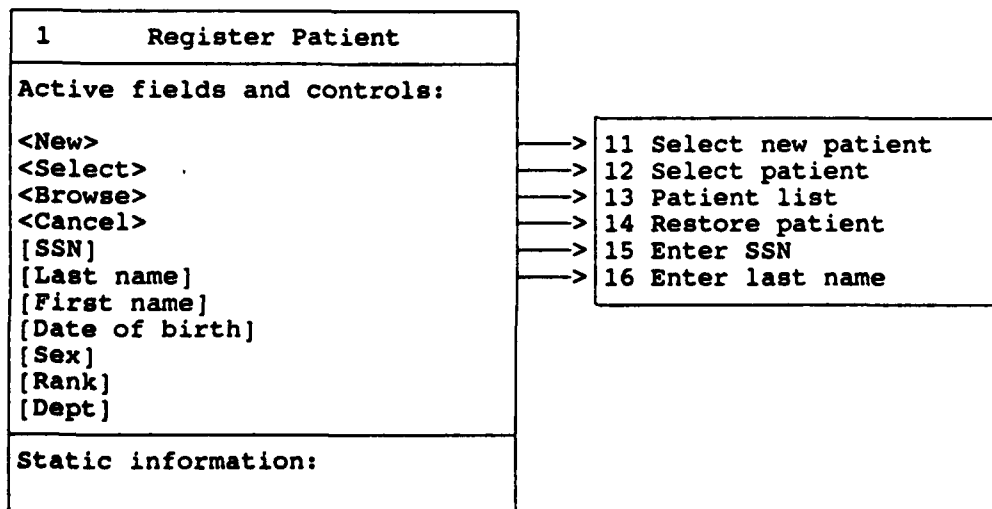 1 Register Patient
Active fields and controls:
<New>
<Select>
<Browse>
<Cancel>
[SSN]
[Last name]
[First name]
[Date of birth]
[Sex]
[Rank]
[Dept]
Static information:
11 Select new patient
12 Select patient
13 Patient list
14 Restore patient
15 Enter SSN
16 Enter last name